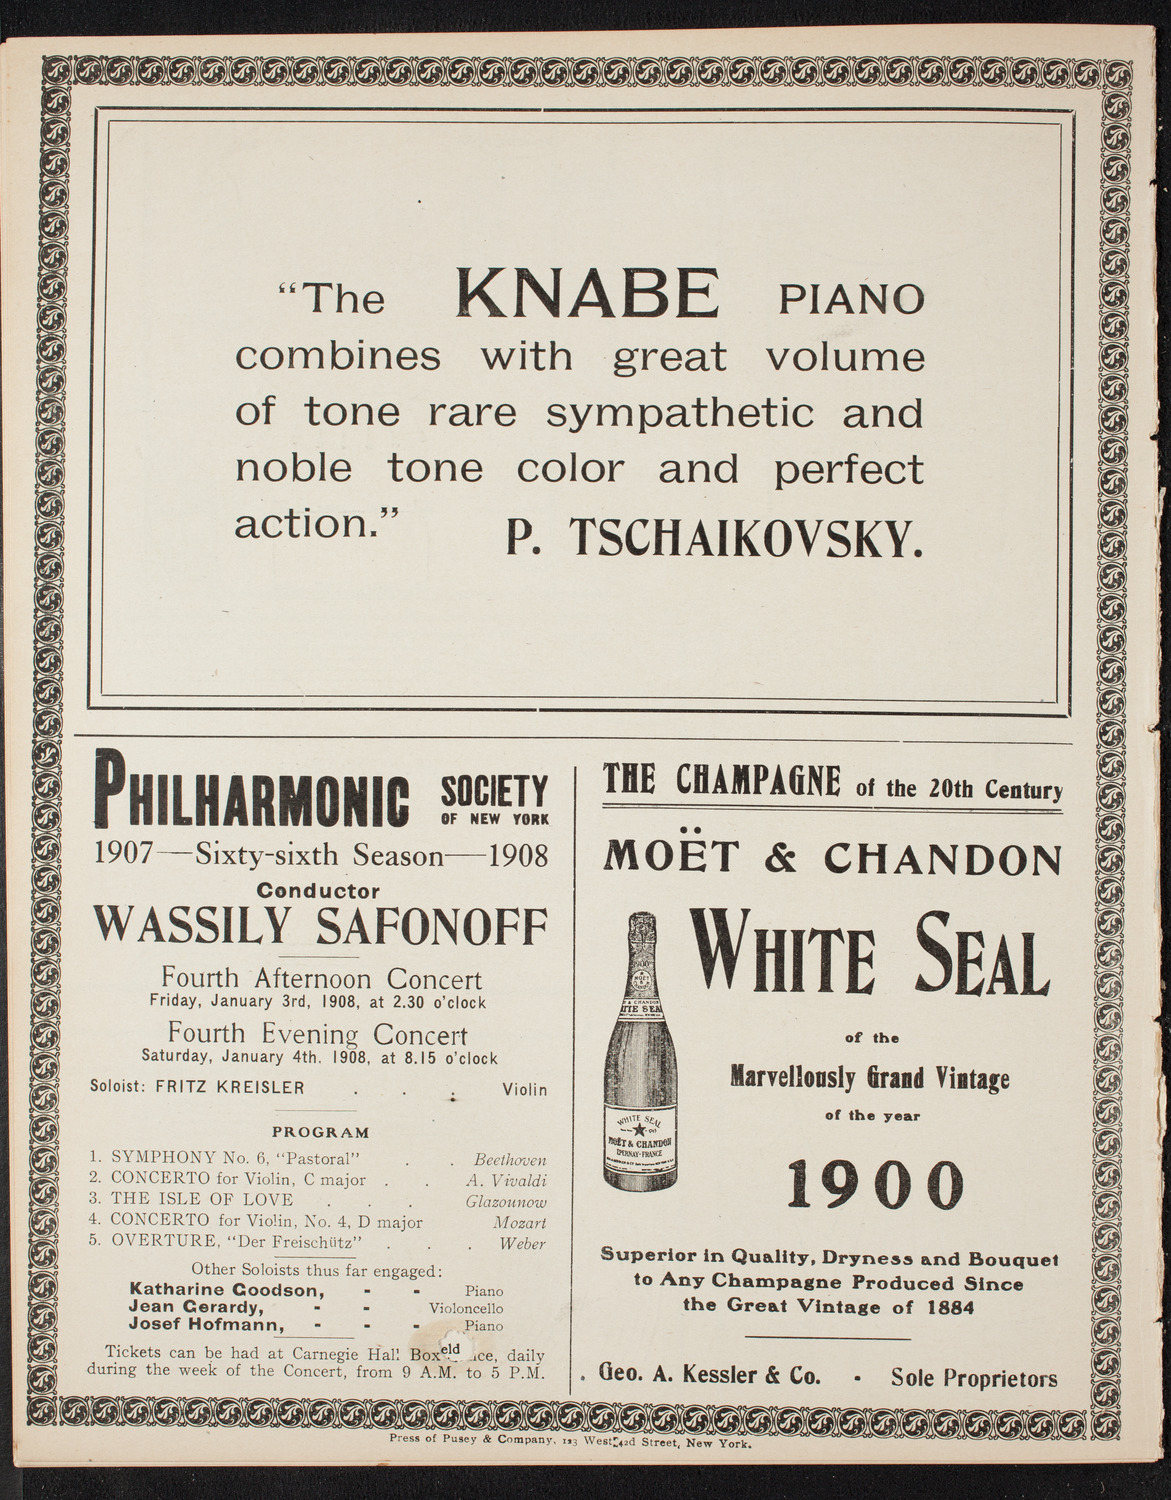 “The KNABE PIANO
combines with great volume
of tone rare sympathetic and
noble tone color and perfect
action.” P. TSCHAIKOVSKY.
PHILHARMONIC SOCIETY OF NEW YORK
1907—Sixty-sixth Season—1908
Conductor
WASSILY SAFONOFF
Fourth Afternoon Concert
Friday, January 3rd, 1908, at 2.30 o'clock
Fourth Evening Concert
Saturday, January 4th. 1908, at 8.15 o'clock
Soloist: FRITZ KREISLER . . . Violin
PROGRAM
1. SYMPHONY No. 6, “Pastoral” . . Beethoven
2. CONCERTO for Violin, C major . . A. Vivaldi
3. THE ISLE OF LOVE . . . Glazounow
4. CONCERTO for Violin, No. 4, D major Mozart
5. OVERTURE, “Der Freischütz” . . . Weber
Other Soloists thus far engaged:
Katharine Goodson, - - Piano
Jean Gerardy, - - Violoncello
Josef Hofmann, - - - Piano
Tickets can be had at Carnegie Hall Box eld ice, daily
during the week of the Concert, from 9 A.M. to 5 P.M.
THE CHAMPAGNE of the 20th Century
MOËT & CHANDON
WHITE SEAL
of the
Marvellously Grand Vintage
of the year
1900
WHITE SEAL
MOËT & CHANDON
EPERNAY-FRANCE
Superior in Quality, Dryness and Bouquet
to Any Champagne Produced Since
the Great Vintage of 1884
Geo. A. Kessler & Co. - Sole Proprietors
Press of Pusey & Company, 123 West 42d Street, New York.